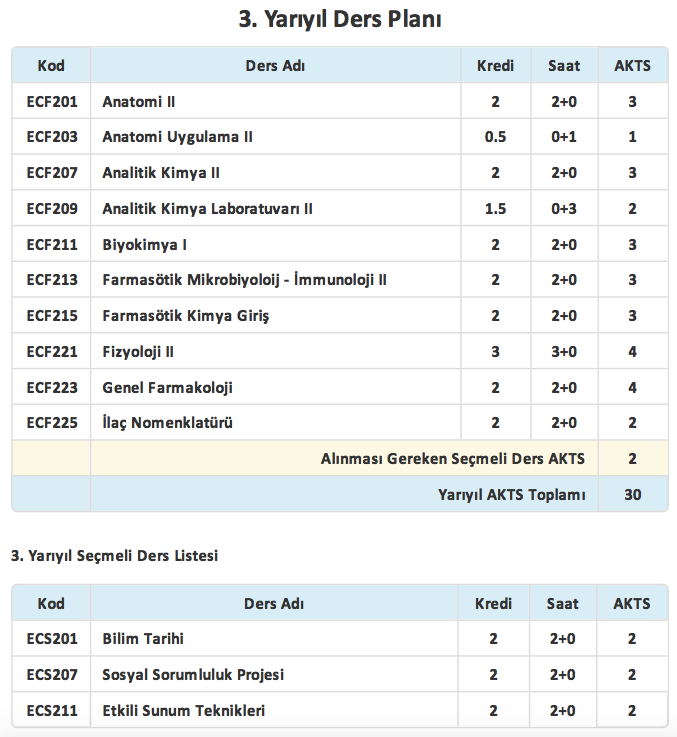 3. Yarıyıl Ders Planı
Kod Ders Adı Kredi Saat AKTS
ECF201 Anatomi II 2 2+0 3
ECF203 Anatomi Uygulama II 0.5 0+1 1
ECF207 Analitik Kimya II 2 2+0 3
ECF209 Analitik Kimya Laboratuvarı II 1.5 0+3 2
ECF211 Biyokimya I 2 2+0 3
ECF213 Farmasötik Mikrobiyoloij - İmmunoloji II 2 2+0 3
ECF215 Farmasötik Kimya Giriş 2 2+0 3
ECF221 Fizyoloji II 3 3+0 4
ECF223 Genel Farmakoloji 2 2+0 4
ECF225 İlaç Nomenklatürü 2 2+0 2
Alınması Gereken Seçmeli Ders AKTS 2
Yarıyıl AKTS Toplamı 30
3. Yarıyıl Seçmeli Ders Listesi
Kod Ders Adı Kredi Saat AKTS
ECS201 Bilim Tarihi 2 2+0 2
ECS207 Sosyal Sorumluluk Projesi 2 2+0 2
ECS211 Etkili Sunum Teknikleri 2 2+0 2